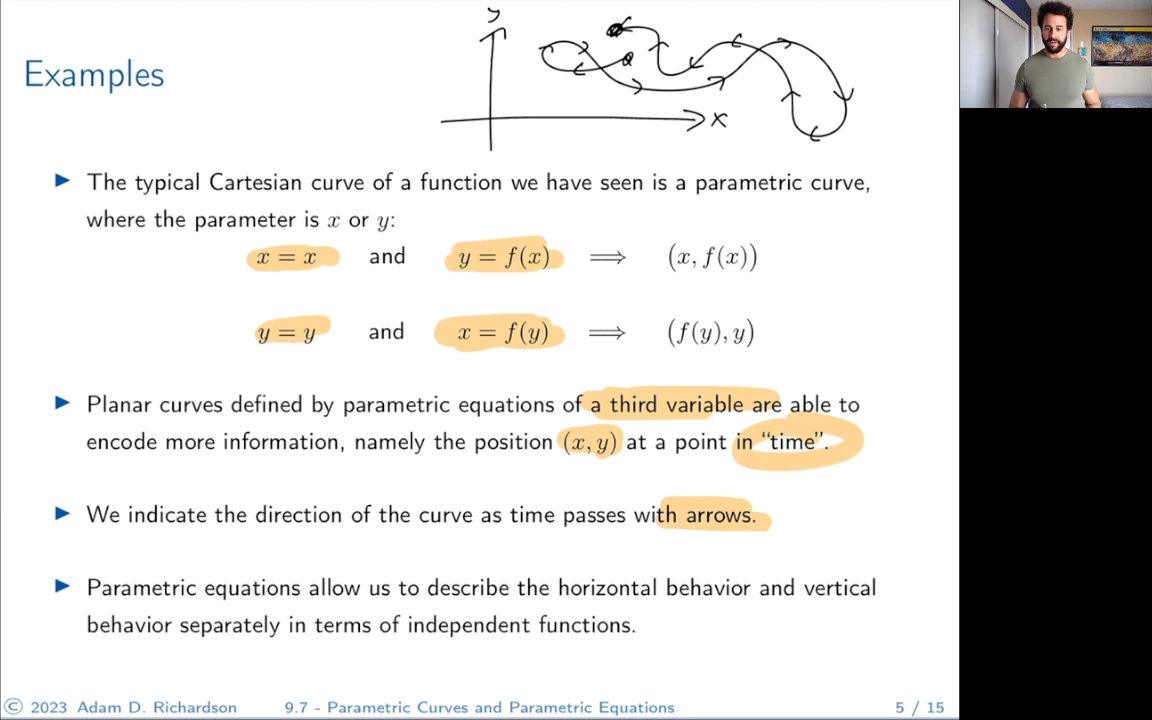 y
x
Examples
▶ The typical Cartesian curve of a function we have seen is a parametric curve,
where the parameter is x or y:
x = x and y = f(x) ⟹ (x, f(x))
y = y and x = f(y) ⟹ (f(y), y)
▶ Planar curves defined by parametric equations of a third variable are able to
encode more information, namely the position (x, y) at a point in “time”.
▶ We indicate the direction of the curve as time passes with arrows.
▶ Parametric equations allow us to describe the horizontal behavior and vertical
behavior separately in terms of independent functions.
© 2023 Adam D. Richardson 9.7 - Parametric Curves and Parametric Equations 5 / 15